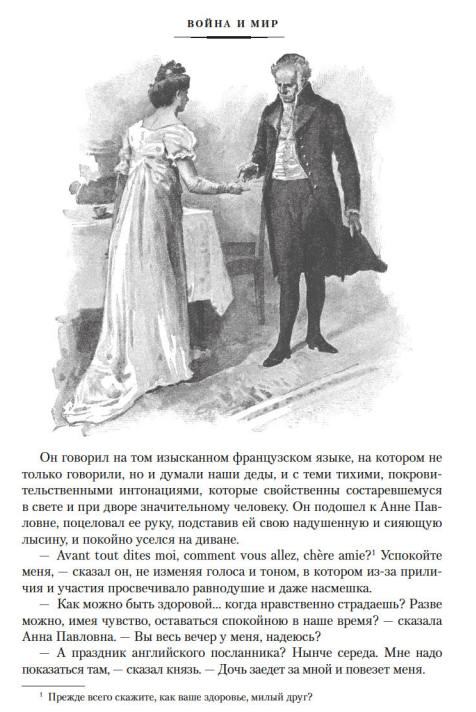 ВОЙНА И МИР
Он говорил на том изысканном французском языке, на котором не
только говорили, но и думали наши деды, и с теми тихими, покрови-
тельственными интонациями, которые свойственны состаревшемуся
в свете и при дворе значительному человеку. Он подошел к Анне Пав-
ловне, поцеловал ее руку, подставив ей свою надушенную и сияющую
лысину, и покойно уселся на диване.
— Avant tout dites moi, comment vous allez, chère amie?¹ Успокойте
меня, — сказал он, не изменяя голоса и тоном, в котором из-за прили-
чия и участия просвечивало равнодушие и даже насмешка.
— Как можно быть здоровой... когда нравственно страдаешь? Разве
можно, имея чувство, оставаться спокойною в наше время? — сказала
Анна Павловна. — Вы весь вечер у меня, надеюсь?
— А праздник английского посланника? Нынче середа. Мне надо
показаться там, — сказал князь. — Дочь заедет за мной и повезет меня.
¹ Прежде всего скажите, как ваше здоровье, милый друг?